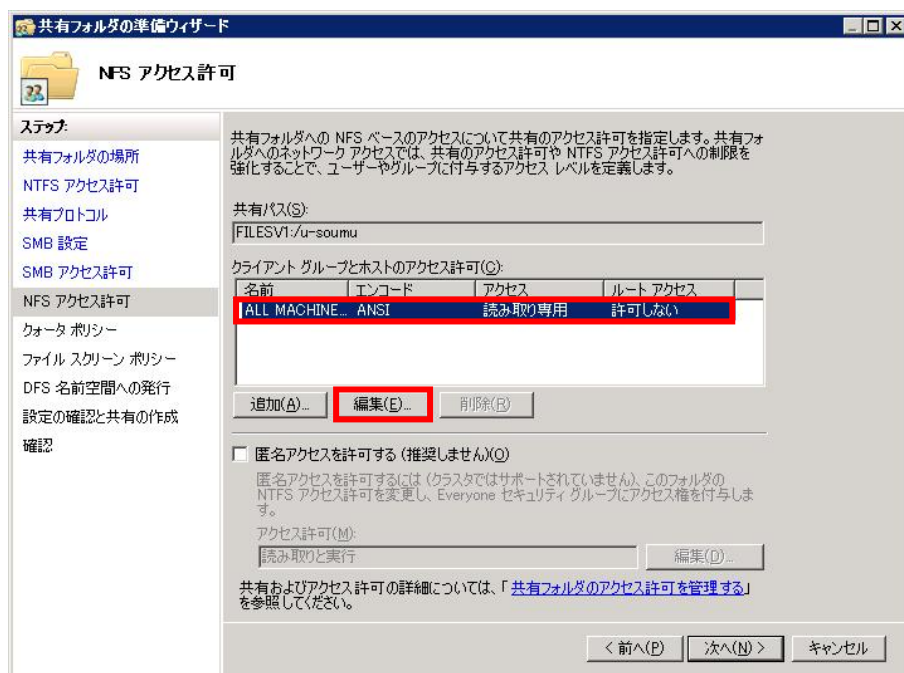 共有フォルダの準備ウィザード
NFS アクセス許可
ステップ:
共有フォルダの場所
NTFS アクセス許可
共有プロトコル
SMB 設定
SMB アクセス許可
NFS アクセス許可
クォータ ポリシー
ファイル スクリーン ポリシー
DFS 名前空間への発行
設定の確認と共有の作成
確認
共有フォルダへの NFS ベースのアクセスについて共有のアクセス許可を指定します。共有フォ
ルダへのネットワーク アクセスでは、共有のアクセス許可や NTFS アクセス許可への制限を
強化することで、ユーザーやグループに付与するアクセス レベルを定義します。
共有パス(S):
FILESV1:/u-soumu
クライアント グループとホストのアクセス許可(C):
名前 エンコード アクセス ルート アクセス
ALL MACHINE... ANSI 読み取り専用 許可しない
追加(A)... 編集(E)... 削除(R)
匿名アクセスを許可する (推奨しません)(O)
匿名アクセスを許可するには (クラスタではサポートされていません)、このフォルダの
NTFS アクセス許可を変更し、Everyone セキュリティ グループにアクセス権を付与しま
す。
アクセス許可(M):
読み取りと実行 編集(D)...
共有およびアクセス許可の詳細については、「共有フォルダのアクセス許可を管理する」
を参照してください。
< 前へ(P) 次へ(N) > キャンセル